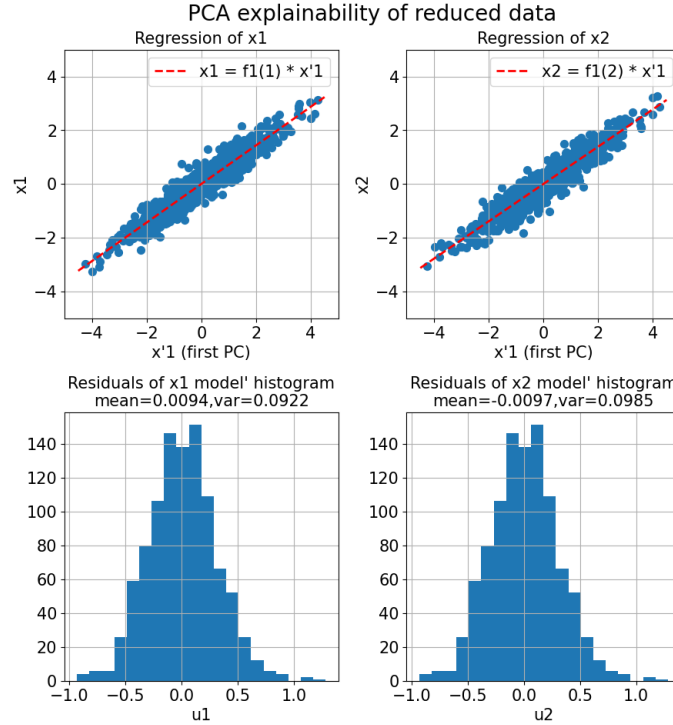 PCA explainability of reduced data
Regression of x1
x1 = f1(1) * x'1
4
2
0
−2
−4
x1
−4 −2 0 2 4
x'1 (first PC)
Regression of x2
x2 = f1(2) * x'1
4
2
0
−2
−4
x2
−4 −2 0 2 4
x'1 (first PC)
Residuals of x1 model' histogram
mean=0.0094,var=0.0922
140
120
100
80
60
40
20
0
−1.0 −0.5 0.0 0.5 1.0
u1
Residuals of x2 model' histogram
mean=-0.0097,var=0.0985
140
120
100
80
60
40
20
0
−1.0 −0.5 0.0 0.5 1.0
u2